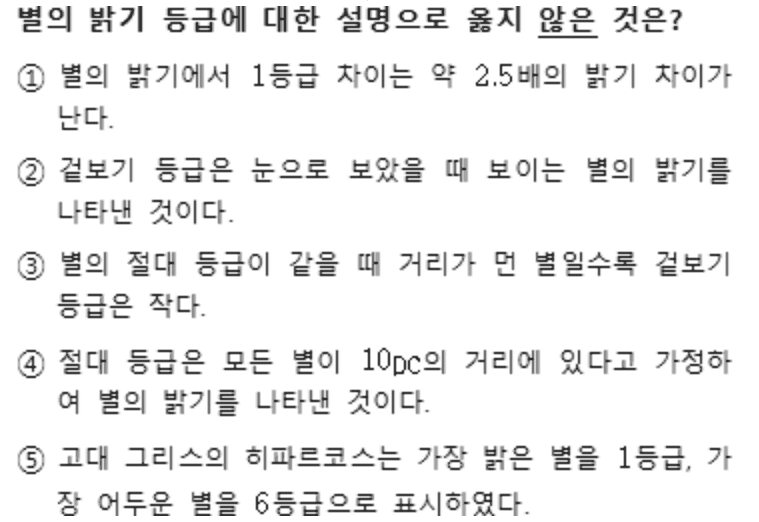 별의 밝기 등급에 대한 설명으로 옳지 않은 것은?
① 별의 밝기에서 1등급 차이는 약 2.5배의 밝기 차이가
난다.
② 겉보기 등급은 눈으로 보았을 때 보이는 별의 밝기를
나타낸 것이다.
③ 별의 절대 등급이 같을 때 거리가 먼 별일수록 겉보기
등급은 작다.
④ 절대 등급은 모든 별이 10pc의 거리에 있다고 가정하
여 별의 밝기를 나타낸 것이다.
⑤ 고대 그리스의 히파르코스는 가장 밝은 별을 1등급, 가
장 어두운 별을 6등급으로 표시하였다.